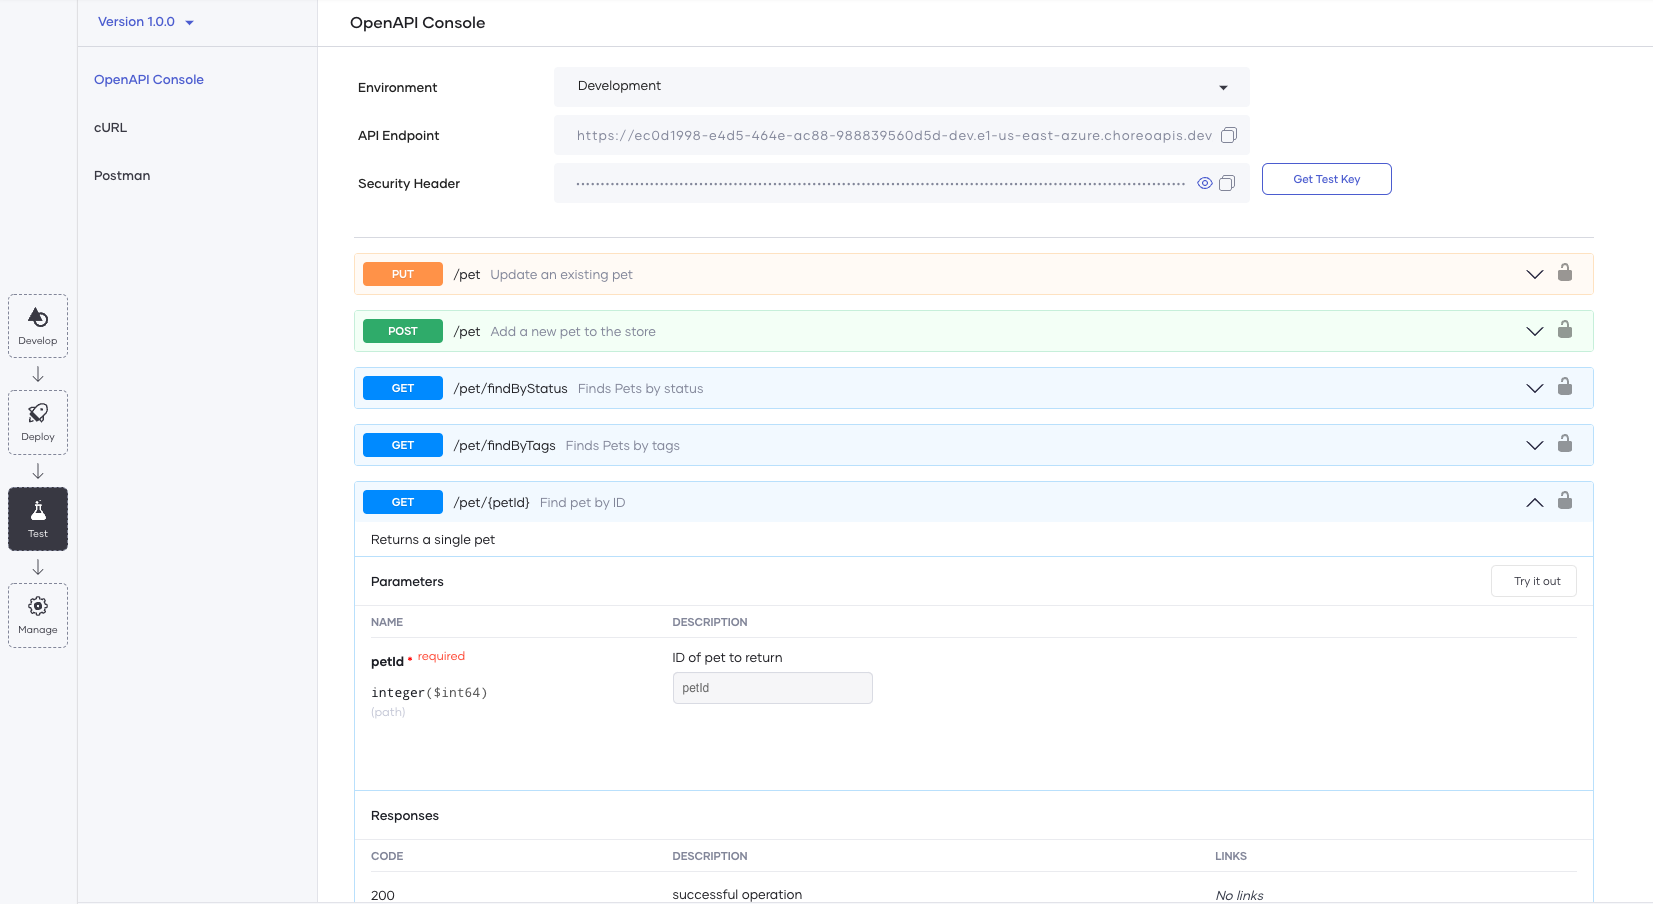 Version 1.0.0
OpenAPI Console
OpenAPI Console
cURL
Postman
Develop
Deploy
Test
Manage
Environment
Development
API Endpoint
https://ec0d1998-e4d5-464e-ac88-988839560d5d-dev.e1-us-east-azure.choreoapis.dev
Security Header
Get Test Key
PUT /pet Update an existing pet
POST /pet Add a new pet to the store
GET /pet/findByStatus Finds Pets by status
GET /pet/findByTags Finds Pets by tags
GET /pet/{petId} Find pet by ID
Returns a single pet
Parameters
Try it out
NAME DESCRIPTION
petId * required
ID of pet to return
petId
integer($int64)
(path)
Responses
CODE DESCRIPTION LINKS
200 successful operation No links